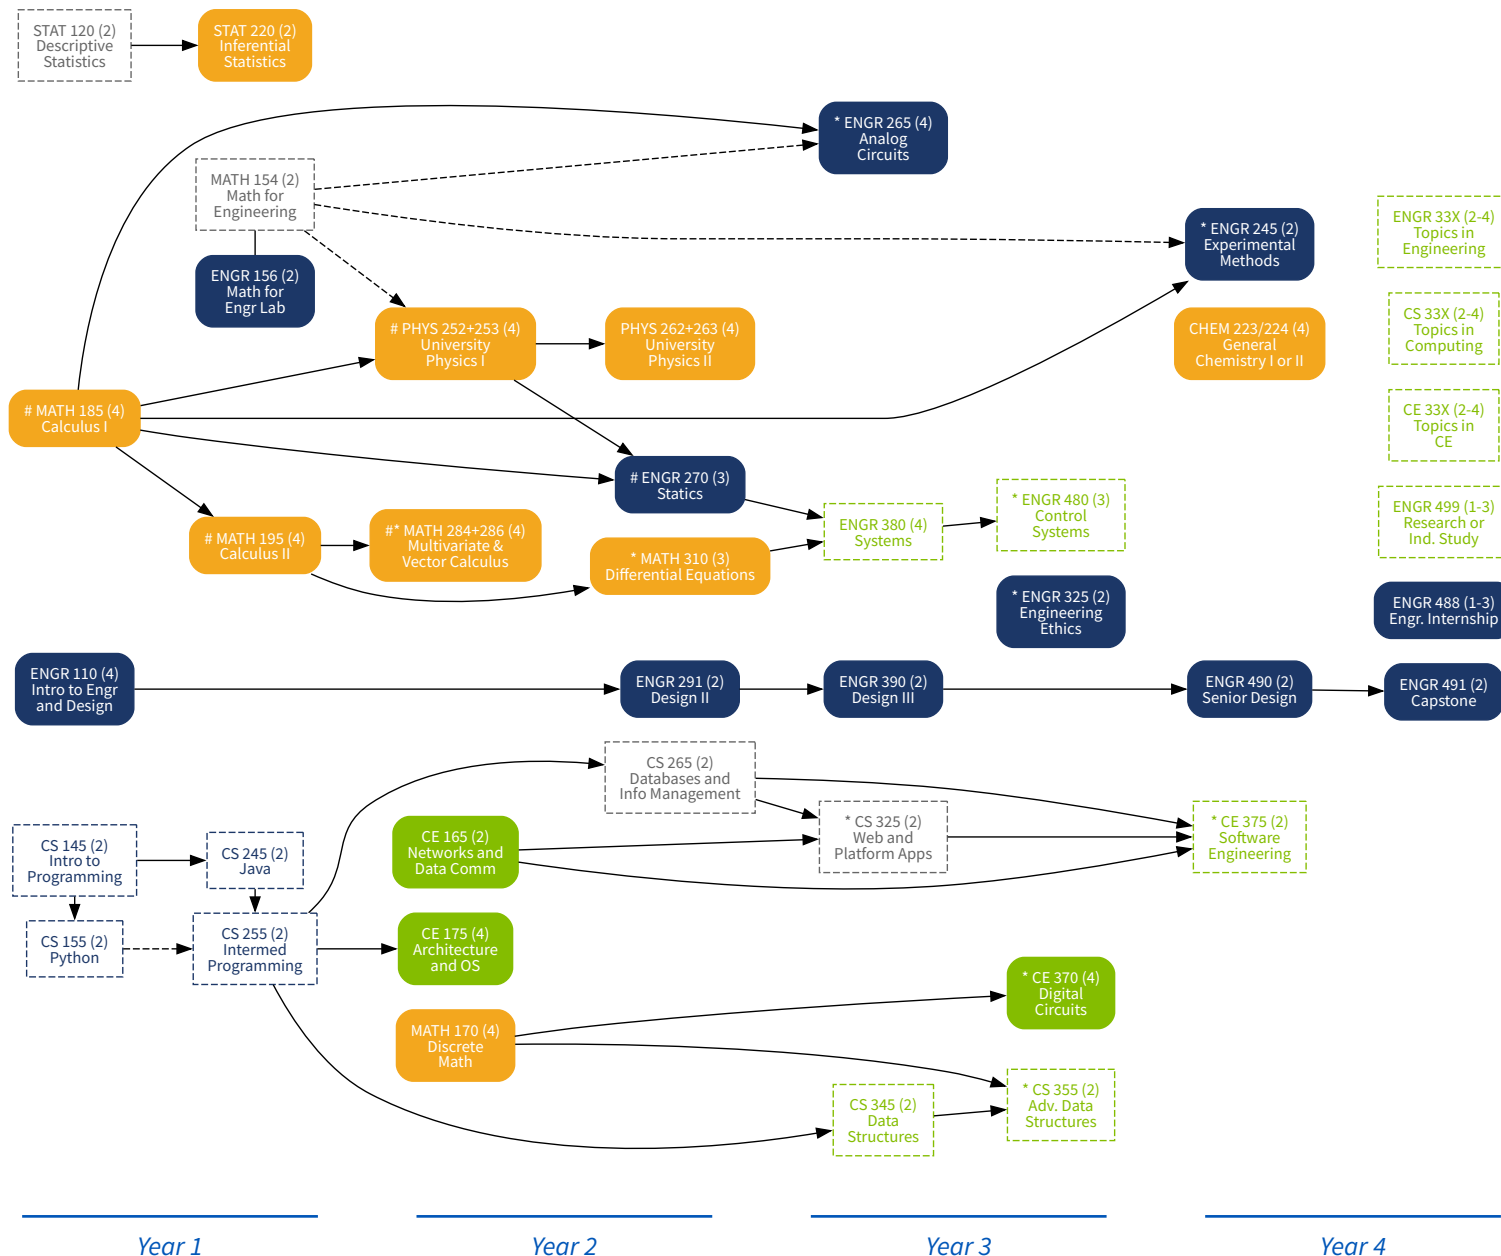 STAT 120 (2)
Descriptive
Statistics
STAT 220 (2)
Inferential
Statistics
* ENGR 265 (4)
Analog
Circuits
MATH 154 (2)
Math for
Engineering
ENGR 156 (2)
Math for
Engr Lab
* ENGR 245 (2)
Experimental
Methods
ENGR 33X (2-4)
Topics in
Engineering
# PHYS 252+253 (4)
University
Physics I
PHYS 262+263 (4)
University
Physics II
CHEM 223/224 (4)
General
Chemistry I or II
CS 33X (2-4)
Topics in
Computing
# MATH 185 (4)
Calculus I
CE 33X (2-4)
Topics in
CE
# ENGR 270 (3)
Statics
# MATH 195 (4)
Calculus II
#* MATH 284+286 (4)
Multivariate &
Vector Calculus
* MATH 310 (3)
Differential Equations
ENGR 380 (4)
Systems
* ENGR 480 (3)
Control
Systems
ENGR 499 (1-3)
Research or
Ind. Study
* ENGR 325 (2)
Engineering
Ethics
ENGR 488 (1-3)
Engr. Internship
ENGR 110 (4)
Intro to Engr
and Design
ENGR 291 (2)
Design II
ENGR 390 (2)
Design III
ENGR 490 (2)
Senior Design
ENGR 491 (2)
Capstone
CS 265 (2)
Databases and
Info Management
CS 145 (2)
Intro to
Programming
CS 245 (2)
Java
CE 165 (2)
Networks and
Data Comm
* CS 325 (2)
Web and
Platform Apps
* CE 375 (2)
Software
Engineering
CS 155 (2)
Python
CS 255 (2)
Intermed
Programming
CE 175 (4)
Architecture
and OS
* CE 370 (4)
Digital
Circuits
MATH 170 (4)
Discrete
Math
CS 345 (2)
Data
Structures
* CS 355 (2)
Adv. Data
Structures
Year 1
Year 2
Year 3
Year 4